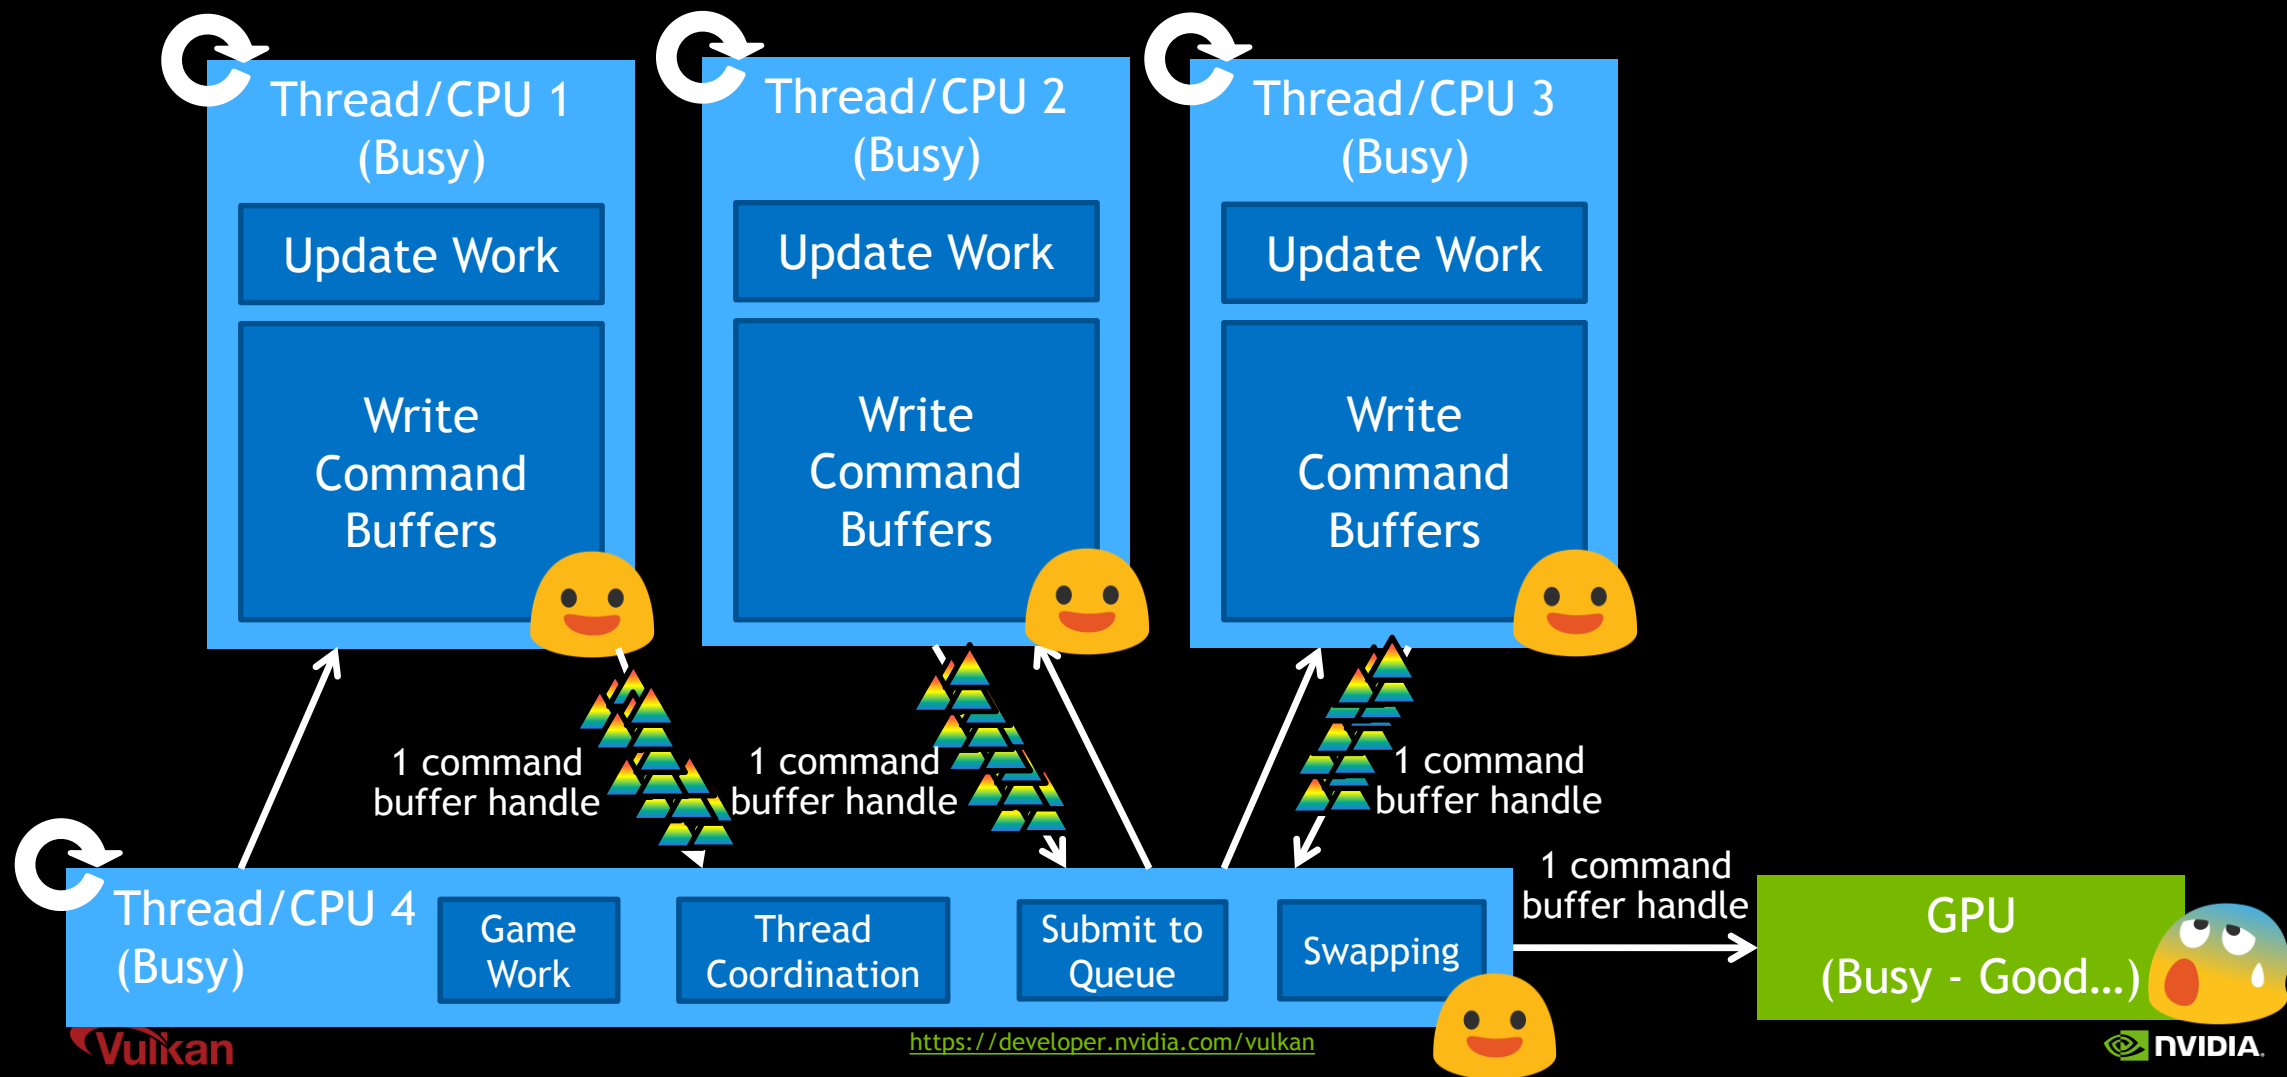 Thread/CPU 1
(Busy)
Update Work
Write
Command
Buffers
Thread/CPU 2
(Busy)
Update Work
Write
Command
Buffers
Thread/CPU 3
(Busy)
Update Work
Write
Command
Buffers
1 command
buffer handle
1 command
buffer handle
1 command
buffer handle
Thread/CPU 4
(Busy)
Game
Work
Thread
Coordination
Submit to
Queue
Swapping
1 command
buffer handle
GPU
(Busy - Good…)
Vulkan
https://developer.nvidia.com/vulkan
NVIDIA.